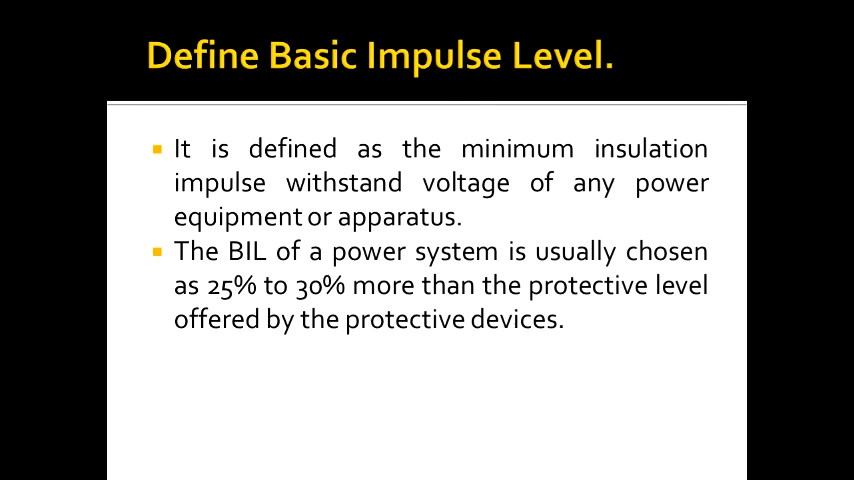 Define Basic Impulse Level.
It is defined as the minimum insulation
impulse withstand voltage of any power
equipment or apparatus.
The BIL of a power system is usually chosen
as 25% to 30% more than the protective level
offered by the protective devices.